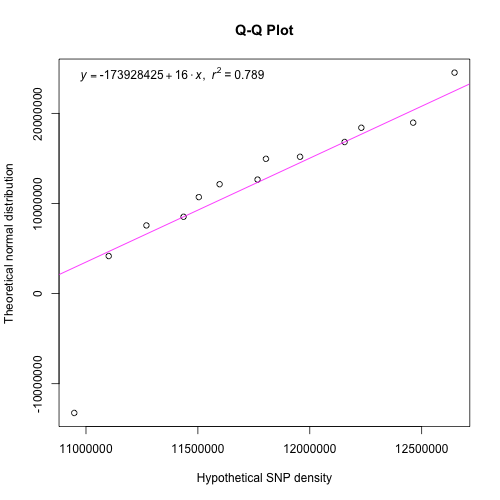 Q-Q Plot
y = -173928425 + 16 · x, r² = 0.789
Theoretical normal distribution
20000000
10000000
0
-10000000
11000000 11500000 12000000 12500000
Hypothetical SNP density